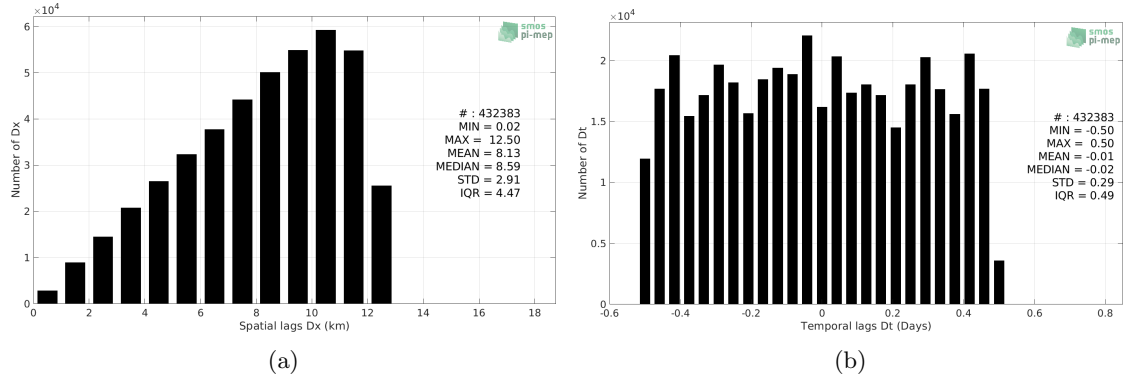 ×10⁴
6
5
4
3
2
1
0
Number of Dx
0 2 4 6 8 10 12 14 16 18
Spatial lags Dx (km)
smos
pi-mep
# : 432383
MIN = 0.02
MAX = 12.50
MEAN = 8.13
MEDIAN = 8.59
STD = 2.91
IQR = 4.47
(a)
×10⁴
2
1.5
1
0.5
0
Number of Dt
-0.6 -0.4 -0.2 0 0.2 0.4 0.6 0.8
Temporal lags Dt (Days)
smos
pi-mep
# : 432383
MIN = -0.50
MAX = 0.50
MEAN = -0.01
MEDIAN = -0.02
STD = 0.29
IQR = 0.49
(b)